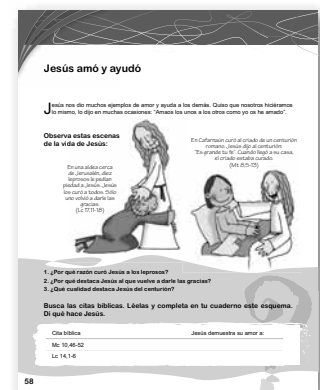 Jesús amó y ayudó
Jesús nos dio muchos ejemplos de amor y ayuda a los demás. Quiso que nosotros hiciéramos
lo mismo, lo dijo en muchas ocasiones: "Amaos los unos a los otros como yo os he amado".
Observa estas escenas
de la vida de Jesús:
En una aldea cerca
de Jerusalén, diez
leprosos le pedían
piedad a Jesús. Jesús
los curó a todos. Sólo
uno volvió a darle las
gracias.
(Lc 17,11-18)
En Cafarnaún curó al criado de un centurión
romano. Jesús dijo al centurión:
"Es grande tu fe". Cuando llegó a su casa,
el criado estaba curado.
(Mt 8,5-13)
1. ¿Por qué razón curó Jesús a los leprosos?
2. ¿Por qué destaca Jesús al que vuelve a darle las gracias?
3. ¿Qué cualidad destaca Jesús del centurión?
Busca las citas bíblicas. Léelas y completa en tu cuaderno este esquema.
Di qué hace Jesús.
Cita bíblica Jesús demuestra su amor a:
Mc 10,46-52
Lc 14,1-6
58